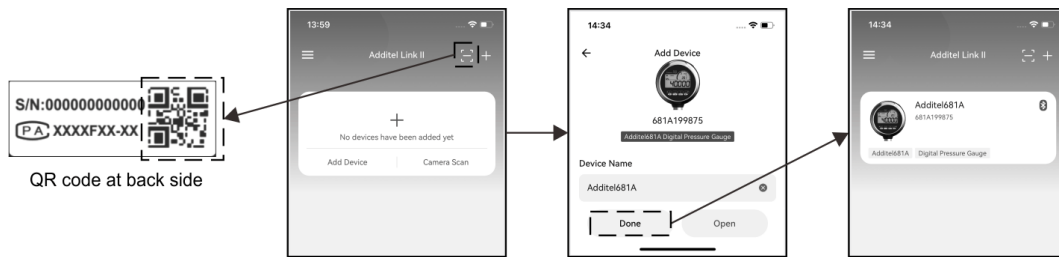 S/N:000000000000
PA XXXXFXX-XX
QR code at back side
13:59
Additel Link II
No devices have been added yet
Add Device
Camera Scan
14:34
Add Device
681A199875
Additel681A Digital Pressure Gauge
Device Name
Additel681A
Done
Open
14:34
Additel Link II
Additel681A
681A199875
Additel681A
Digital Pressure Gauge